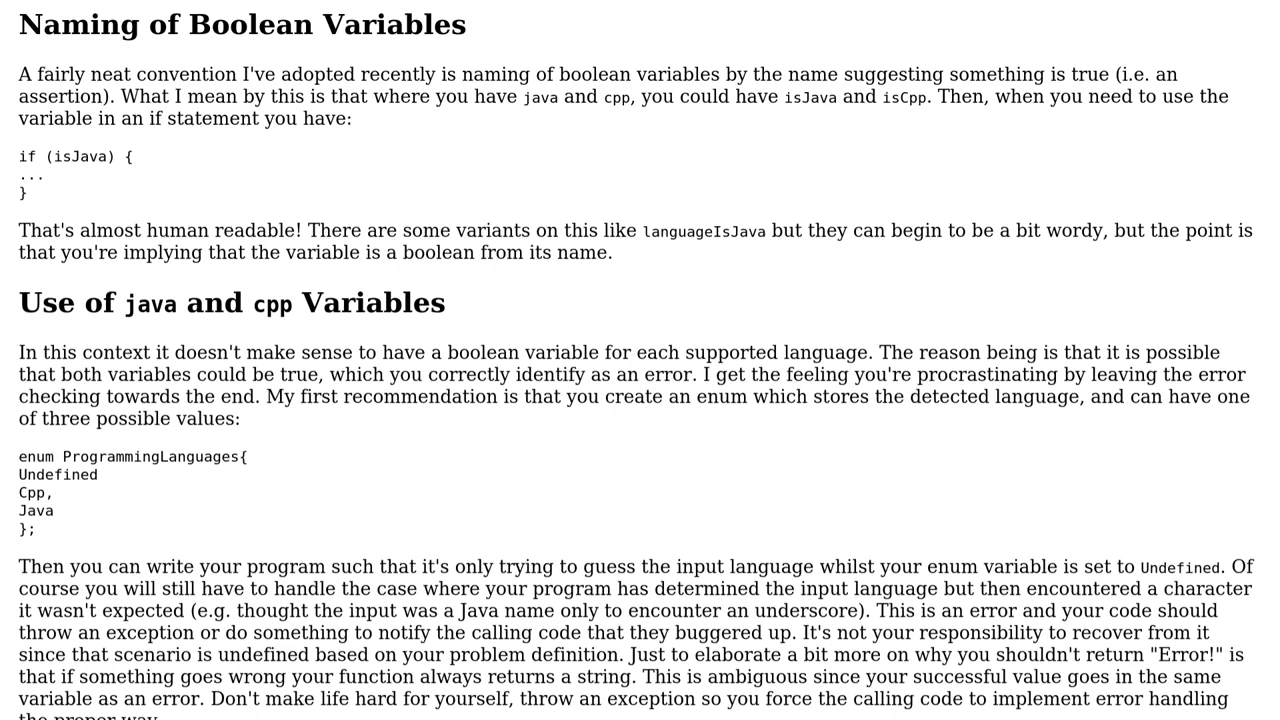 Naming of Boolean Variables
A fairly neat convention I've adopted recently is naming of boolean variables by the name suggesting something is true (i.e. an
assertion). What I mean by this is that where you have java and cpp, you could have isJava and isCpp. Then, when you need to use the
variable in an if statement you have:
if (isJava) {
...
}
That's almost human readable! There are some variants on this like languageIsJava but they can begin to be a bit wordy, but the point is
that you're implying that the variable is a boolean from its name.
Use of java and cpp Variables
In this context it doesn't make sense to have a boolean variable for each supported language. The reason being is that it is possible
that both variables could be true, which you correctly identify as an error. I get the feeling you're procrastinating by leaving the error
checking towards the end. My first recommendation is that you create an enum which stores the detected language, and can have one
of three possible values:
enum ProgrammingLanguages{
Undefined
Cpp,
Java
};
Then you can write your program such that it's only trying to guess the input language whilst your enum variable is set to Undefined. Of
course you will still have to handle the case where your program has determined the input language but then encountered a character
it wasn't expected (e.g. thought the input was a Java name only to encounter an underscore). This is an error and your code should
throw an exception or do something to notify the calling code that they buggered up. It's not your responsibility to recover from it
since that scenario is undefined based on your problem definition. Just to elaborate a bit more on why you shouldn't return "Error!" is
that if something goes wrong your function always returns a string. This is ambiguous since your successful value goes in the same
variable as an error. Don't make life hard for yourself, throw an exception so you force the calling code to implement error handling
the proper way.